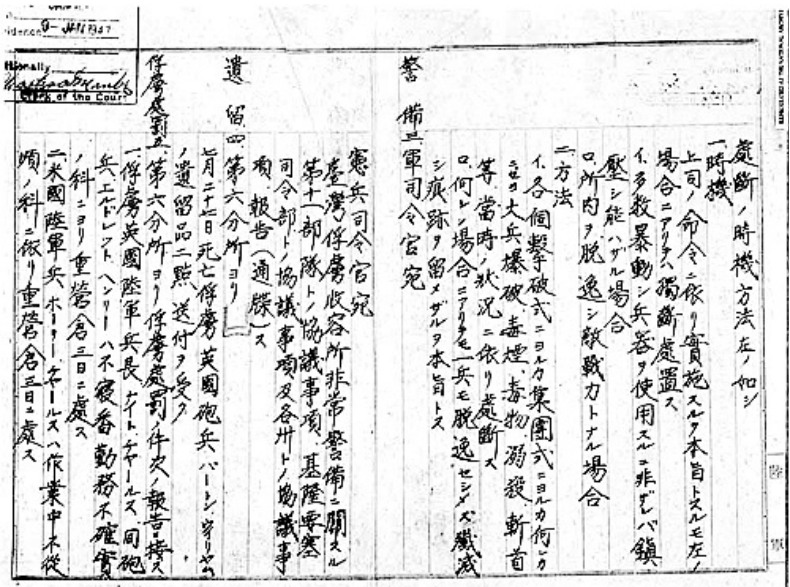 處斷ノ時機方法左ノ如シ
一、時機
上司ノ命令ニ依リ實施スルヲ本旨トスルモ左ノ
場合ニアリテハ獨斷處置ス
イ、多数暴動シ兵器ヲ使用スルニ非ザレバ鎮
壓シ能ハザル場合
ロ、所内ヲ脱逸シ敵戰力トナル場合
二、方法
イ、各個撃破式ニヨルカ集團式ニヨルカ何レカ
ニセヨ大兵爆破、毒煙、毒物、溺殺、斬首
等、當時ノ狀況ニ依リ處斷ス
ロ、何レノ場合ニアリテモ一兵モ脱逸セシメズ殲滅
シ痕跡ヲ留メザルヲ本旨トス
警備三 軍司令官宛
憲兵司令官宛
臺灣俘虜收容所非常警備ニ關スル
第十一部隊トノ協議事項、基隆要塞
司令部トノ協議事項及各州トノ協議事
項、報告(通牒)ス
遺留四 第六分所ヨリ
七月二十七日死亡俘虜英國砲兵バートン、ウリヤム
ノ遺留品二點、送付ヲ受ク
俘虜處罰五 第六分所ヨリ俘虜處罰ノ件次ノ報告ニ接ス
一、俘虜英國陸軍兵長、ナイト、チャールス、同砲
兵、エルドレント、ヘンリーハ不寝番勤務不確實
ノ科ニヨリ重營倉三日ニ處ス
二、米國陸軍兵、チャールスハ作業中不從
順ノ科ニ依リ重營倉三日ニ處ス
陸軍
JAN 1947
Clerk of the Court